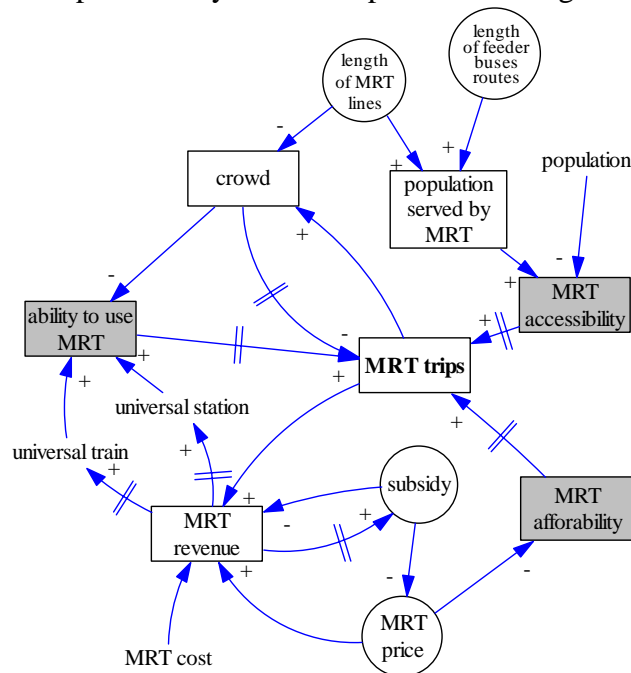 length
of MRT
lines
length
of feeder
buses
routes
-
+
+
crowd
population
served by
MRT
population
+
-
+
-
MRT
accessibility
ability to use
MRT
+
-
+
MRT trips
+
+
+
universal station
universal train
+
+
+
subsidy
MRT
afforability
+
-
+
MRT
revenue
+
-
-
MRT
price
MRT cost